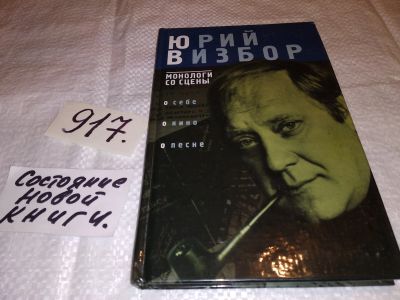 ЮРИЙ
ВИЗБОР
МОНОЛОГИ
СО СЦЕНЫ
о себе
о кино
о песне
917.
Состояние
новой
книги.